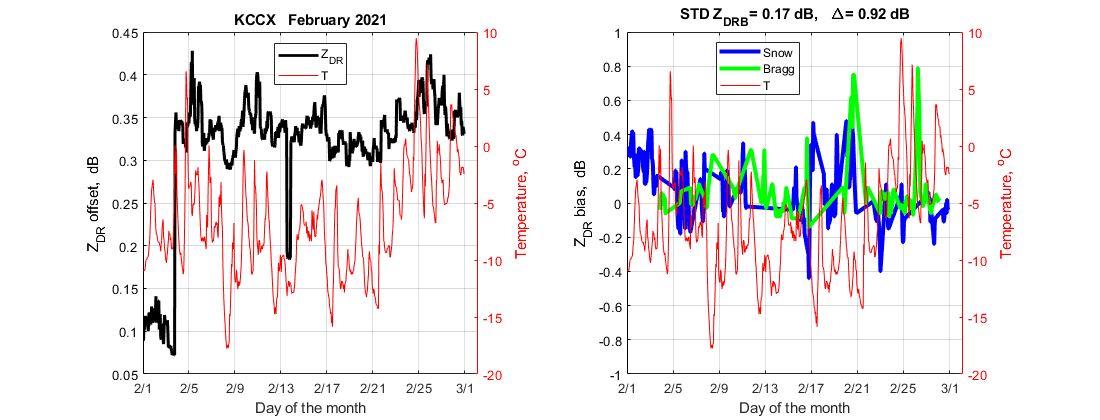 KCCX February 2021
0.45
0.4
0.35
0.3
0.25
0.2
0.15
0.1
0.05
Z_DR offset, dB
Z_DR
T
10
5
0
-5
-10
-15
-20
Temperature, °C
2/1 2/5 2/9 2/13 2/17 2/21 2/25 3/1
Day of the month
STD Z_DRB = 0.17 dB, Δ = 0.92 dB
1
0.8
0.6
0.4
0.2
0
-0.2
-0.4
-0.6
-0.8
-1
Z_DR bias, dB
Snow
Bragg
T
10
5
0
-5
-10
-15
-20
Temperature, °C
2/1 2/5 2/9 2/13 2/17 2/21 2/25 3/1
Day of the month